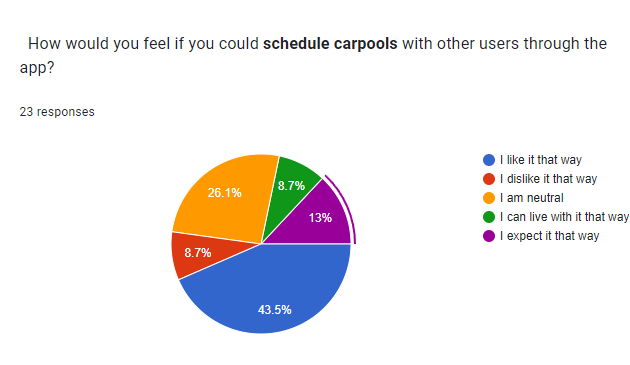 How would you feel if you could schedule carpools with other users through the
app?
23 responses
26.1%
8.7%
13%
8.7%
43.5%
I like it that way
I dislike it that way
I am neutral
I can live with it that way
I expect it that way